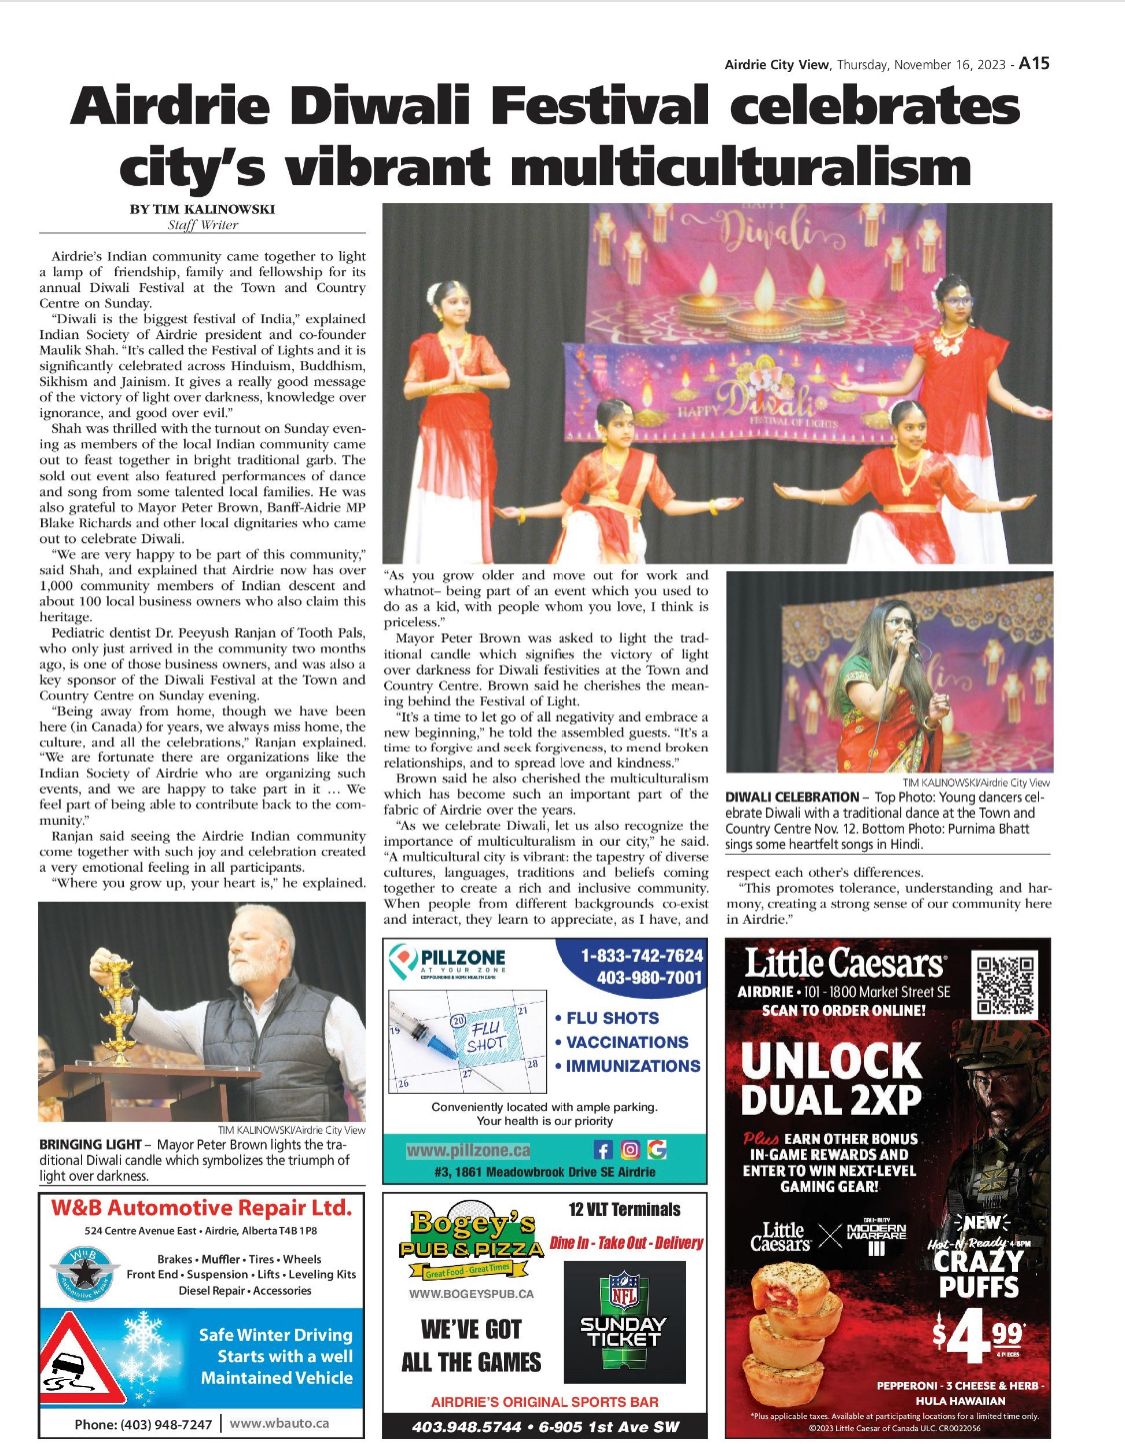 Airdrie City View, Thursday, November 16, 2023 - A15
Airdrie Diwali Festival celebrates
city's vibrant multiculturalism
BY TIM KALINOWSKI
Staff Writer
Airdrie's Indian community came together to light
a lamp of friendship, family and fellowship for its
annual Diwali Festival at the Town and Country
Centre on Sunday.
"Diwali is the biggest festival of India," explained
Indian Society of Airdrie president and co-founder
Maulik Shah. "It's called the Festival of Lights and it is
significantly celebrated across Hinduism, Buddhism,
Sikhism and Jainism. It gives a really good message
of the victory of light over darkness, knowledge over
ignorance, and good over evil."
Shah was thrilled with the turnout on Sunday even-
ing as members of the local Indian community came
out to feast together in bright traditional garb. The
sold out event also featured performances of dance
and song from some talented local families. He was
also grateful to Mayor Peter Brown, Banff-Aidrie MP
Blake Richards and other local dignitaries who came
out to celebrate Diwali.
"We are very happy to be part of this community,"
said Shah, and explained that Airdrie now has over
1,000 community members of Indian descent and
about 100 local business owners who also claim this
heritage.
Pediatric dentist Dr. Peeyush Ranjan of Tooth Pals,
who only just arrived in the community two months
ago, is one of those business owners, and was also a
key sponsor of the Diwali Festival at the Town and
Country Centre on Sunday evening.
"Being away from home, though we have been
here (in Canada) for years, we always miss home, the
culture, and all the celebrations," Ranjan explained.
"We are fortunate there are organizations like the
Indian Society of Airdrie who are organizing such
events, and we are happy to take part in it … We
feel part of being able to contribute back to the com-
munity."
Ranjan said seeing the Airdrie Indian community
come together with such joy and celebration created
a very emotional feeling in all participants.
"Where you grow up, your heart is," he explained.
HAPPY
Diwali
HAPPY Diwali
FESTIVAL OF LIGHTS
"As you grow older and move out for work and
whatnot– being part of an event which you used to
do as a kid, with people whom you love, I think is
priceless."
Mayor Peter Brown was asked to light the trad-
itional candle which signifies the victory of light
over darkness for Diwali festivities at the Town and
Country Centre. Brown said he cherishes the mean-
ing behind the Festival of Light.
"It's a time to let go of all negativity and embrace a
new beginning," he told the assembled guests. "It's a
time to forgive and seek forgiveness, to mend broken
relationships, and to spread love and kindness."
Brown said he also cherished the multiculturalism
which has become such an important part of the
fabric of Airdrie over the years.
"As we celebrate Diwali, let us also recognize the
importance of multiculturalism in our city," he said.
"A multicultural city is vibrant: the tapestry of diverse
cultures, languages, traditions and beliefs coming
together to create a rich and inclusive community.
When people from different backgrounds co-exist
and interact, they learn to appreciate, as I have, and
TIM KALINOWSKI/Airdrie City View
DIWALI CELEBRATION – Top Photo: Young dancers cel-
ebrate Diwali with a traditional dance at the Town and
Country Centre Nov. 12. Bottom Photo: Purnima Bhatt
sings some heartfelt songs in Hindi.
respect each other's differences.
"This promotes tolerance, understanding and har-
mony, creating a strong sense of our community here
in Airdrie."
TIM KALINOWSKI/Airdrie City View
BRINGING LIGHT – Mayor Peter Brown lights the tra-
ditional Diwali candle which symbolizes the triumph of
light over darkness.
W&B Automotive Repair Ltd.
524 Centre Avenue East • Airdrie, Alberta T4B 1P8
W&B
Automotive Repair
Brakes • Muffler • Tires • Wheels
Front End • Suspension • Lifts • Leveling Kits
Diesel Repair • Accessories
Safe Winter Driving
Starts with a well
Maintained Vehicle
Phone: (403) 948-7247 | www.wbauto.ca
PILLZONE
AT YOUR ZONE
COMPOUNDING & HOME HEALTH CARE
1-833-742-7624
403-980-7001
19 20 21
FLU
SHOT
26 27 28
• FLU SHOTS
• VACCINATIONS
• IMMUNIZATIONS
Conveniently located with ample parking.
Your health is our priority
www.pillzone.ca
#3, 1861 Meadowbrook Drive SE Airdrie
Bogey's
PUB & PIZZA
Great Food - Great Times
WWW.BOGEYSPUB.CA
12 VLT Terminals
Dine In - Take Out - Delivery
WE'VE GOT
ALL THE GAMES
NFL
SUNDAY
TICKET
AIRDRIE'S ORIGINAL SPORTS BAR
403.948.5744 • 6-905 1st Ave SW
Little Caesars
AIRDRIE • 101 - 1800 Market Street SE
SCAN TO ORDER ONLINE!
UNLOCK
DUAL 2XP
Plus EARN OTHER BONUS
IN-GAME REWARDS AND
ENTER TO WIN NEXT-LEVEL
GAMING GEAR!
Little
Caesars
X
CALL OF DUTY
MODERN
WARFARE
III
NEW
Hot-N-Ready 4-8PM
CRAZY
PUFFS
$4.99*
4 PIECES
PEPPERONI - 3 CHEESE & HERB -
HULA HAWAIIAN
*Plus applicable taxes. Available at participating locations for a limited time only.
©2023 Little Caesar of Canada ULC. CR0022056